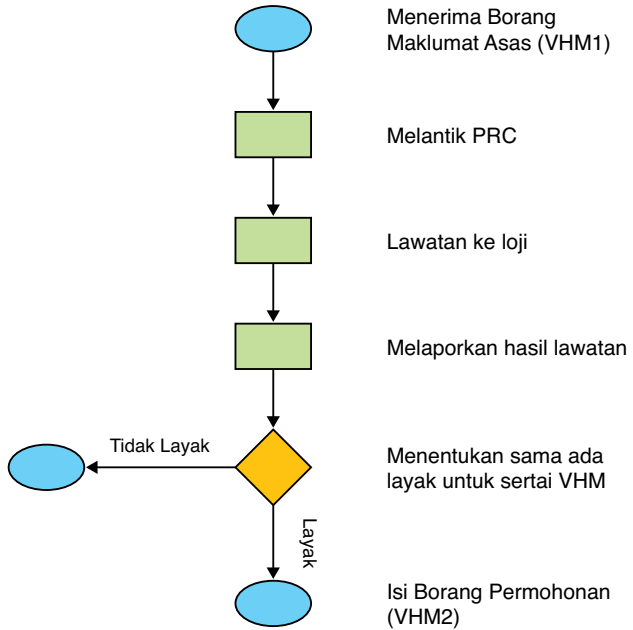 Menerima Borang
Maklumat Asas (VHM1)
Melantik PRC
Lawatan ke loji
Melaporkan hasil lawatan
Tidak Layak
Menentukan sama ada
layak untuk sertai VHM
Layak
Isi Borang Permohonan
(VHM2)